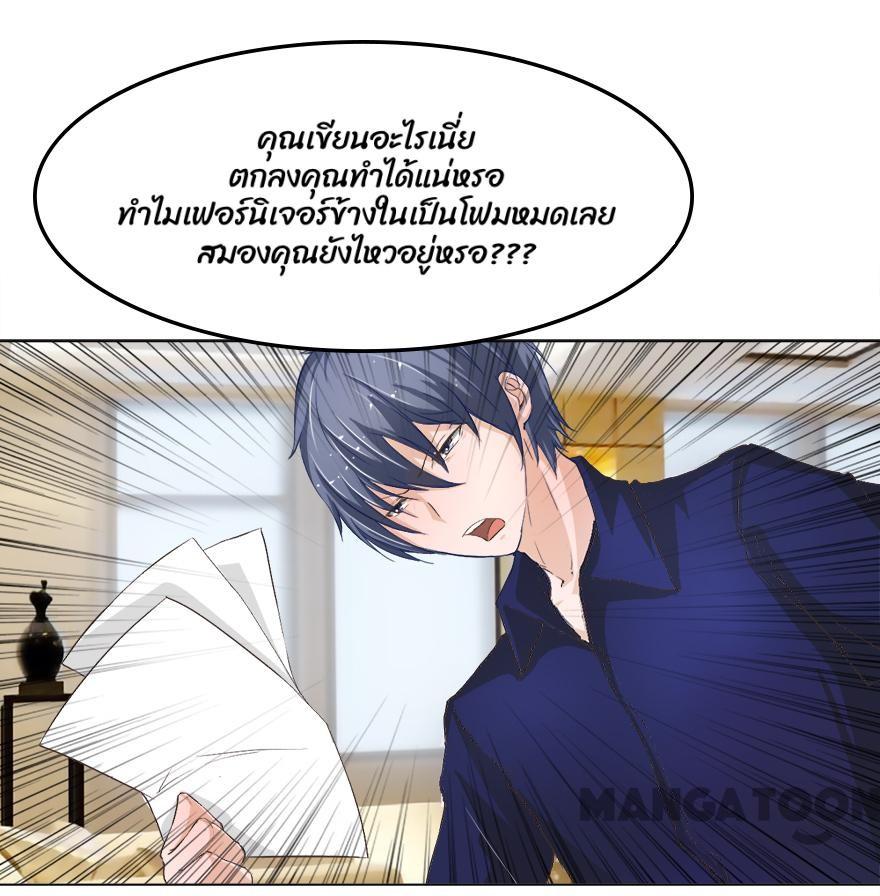 คุณเขียนอะไรเนี่ย
ตกลงคุณทำได้แน่หรอ
ทำไมเฟอร์นิเจอร์ข้างในเป็นโฟมหมดเลย
สมองคุณยังไหวอยู่หรอ???
MANGATOON